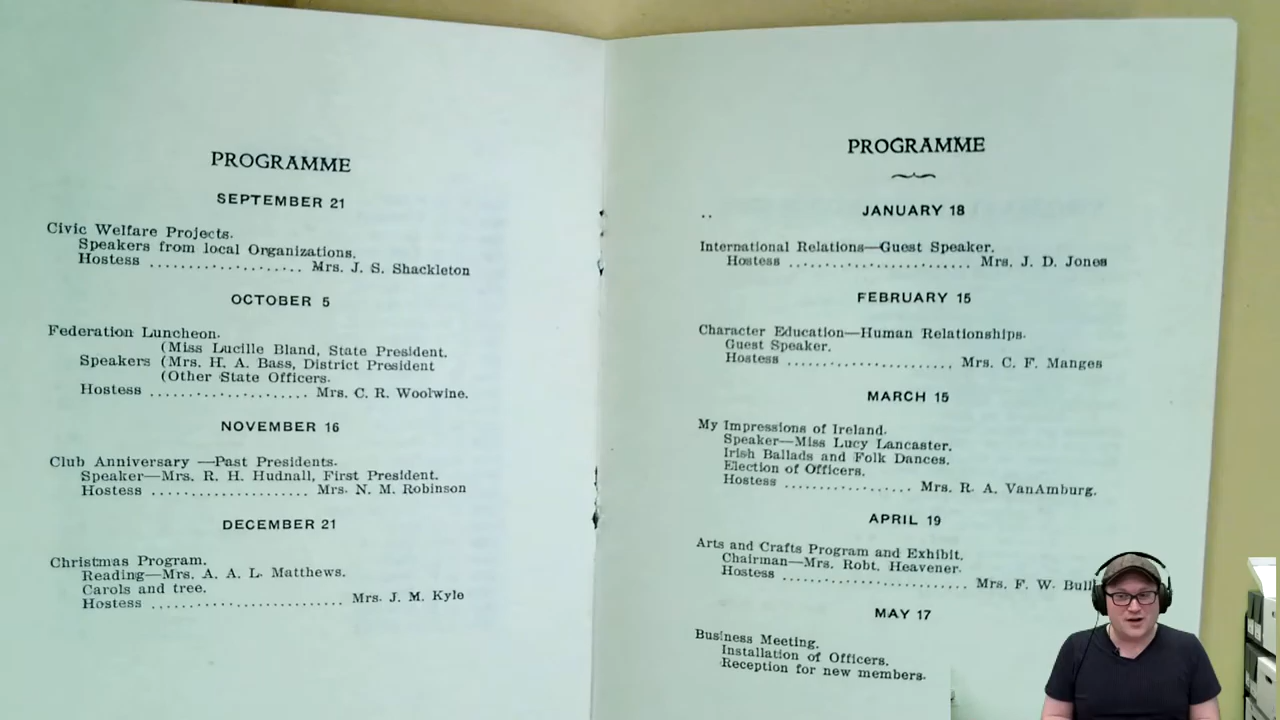 PROGRAMME
SEPTEMBER 21
Civic Welfare Projects.
Speakers from local Organizations.
Hostess ...................... Mrs. J. S. Shackleton
OCTOBER 5
Federation Luncheon.
(Miss Lucille Bland, State President.
Speakers (Mrs. H. A. Bass, District President
(Other State Officers.
Hostess ...................... Mrs. C. R. Woolwine.
NOVEMBER 16
Club Anniversary —Past Presidents.
Speaker—Mrs. R. H. Hudnall, First President.
Hostess ...................... Mrs. N. M. Robinson
DECEMBER 21
Christmas Program.
Reading—Mrs. A. A. L. Matthews.
Carols and tree.
Hostess ........................... Mrs. J. M. Kyle
PROGRAMME
JANUARY 18
International Relations—Guest Speaker.
Hostess .......................... Mrs. J. D. Jones
FEBRUARY 15
Character Education—Human Relationships.
Guest Speaker.
Hostess ........................ Mrs. C. F. Manges
MARCH 15
My Impressions of Ireland.
Speaker—Miss Lucy Lancaster.
Irish Ballads and Folk Dances.
Election of Officers.
Hostess .................. Mrs. R. A. VanAmburg.
APRIL 19
Arts and Crafts Program and Exhibit.
Chairman—Mrs. Robt. Heavener.
Hostess .......................... Mrs. F. W.
MAY 17
Business Meeting.
Installation of Officers.
Reception for new members.